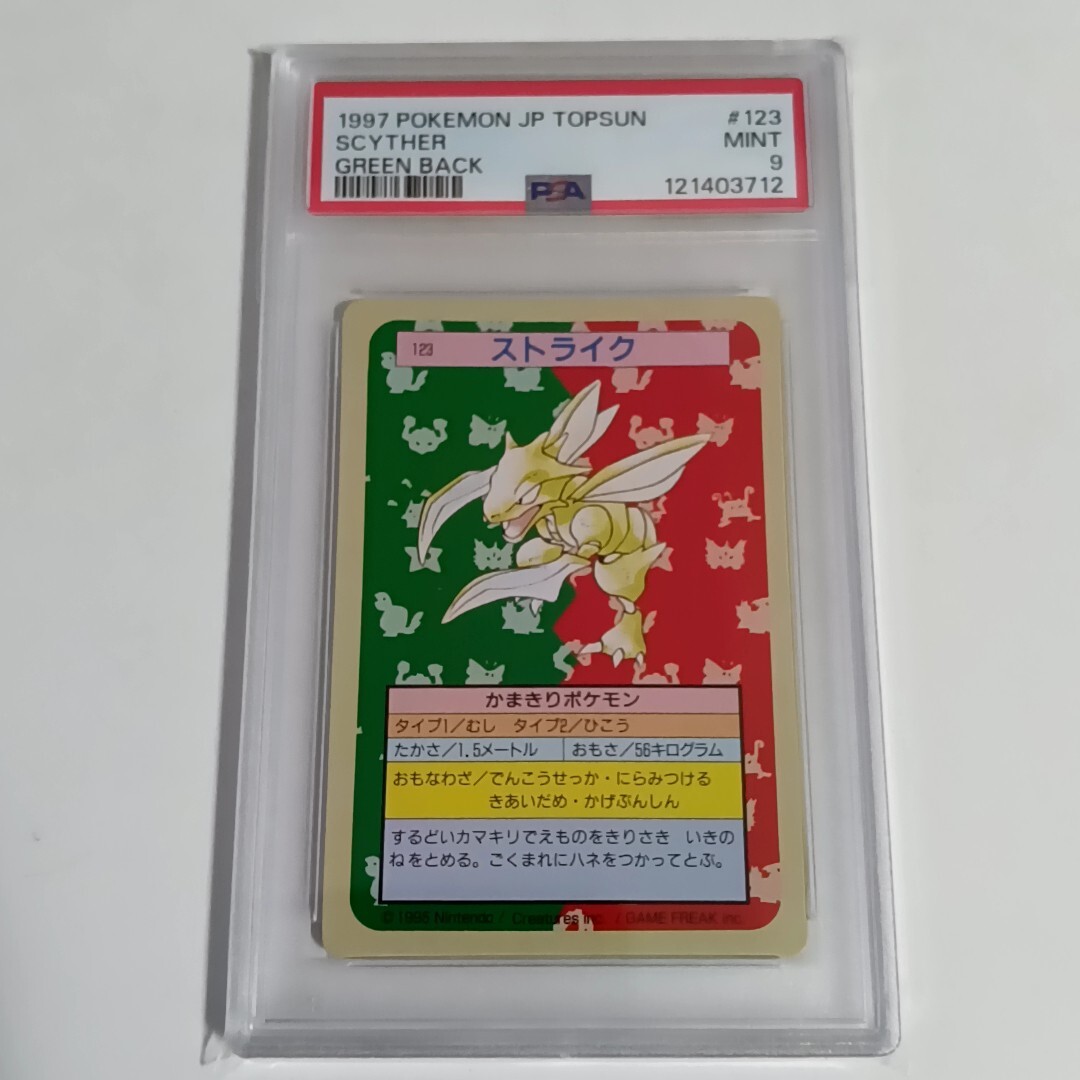 1997 POKEMON JP TOPSUN #123
SCYTHER MINT
GREEN BACK 9
PSA 121403712
123 ストライク
かまきりポケモン
タイプ1/むし タイプ2/ひこう
たかさ/1.5メートル おもさ/56キログラム
おもなわざ/でんこうせっか・にらみつける
きあいだめ・かげぶんしん
するどいカマキリでえものをきりさき いきの
ねをとめる。ごくまれにハネをつかってとぶ。
© 1995 Nintendo / Creatures inc. / GAME FREAK inc.